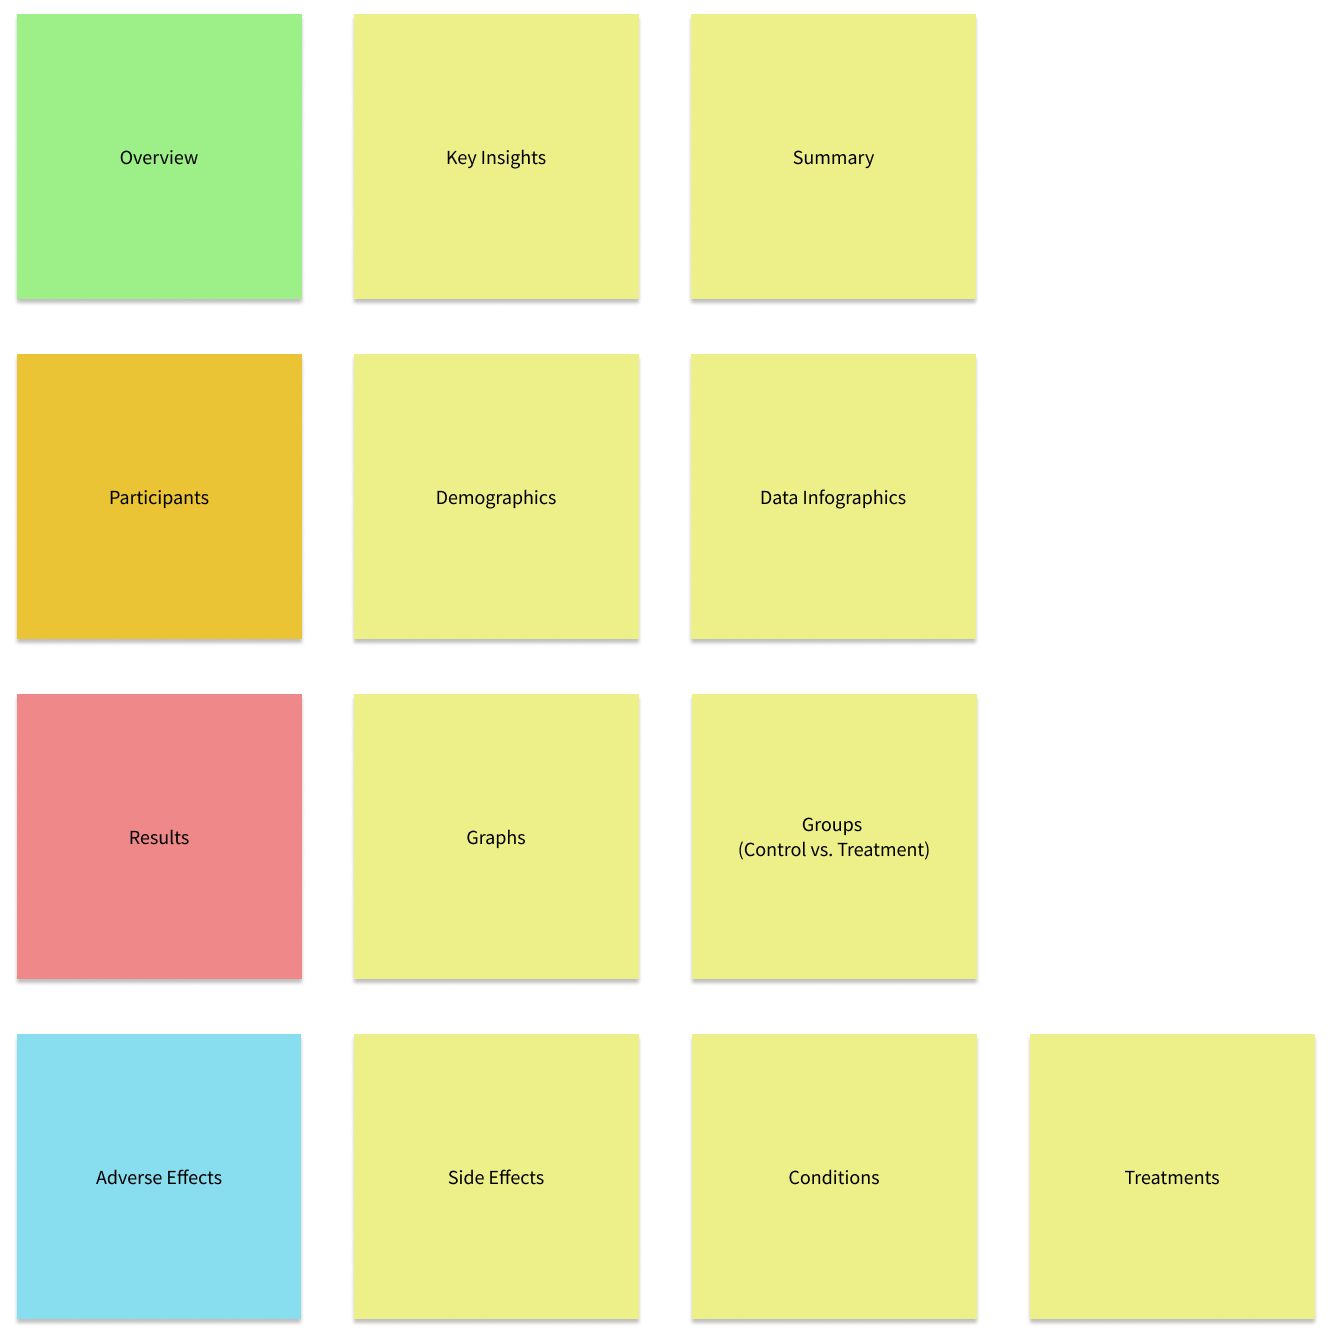 Overview
Key Insights
Summary
Participants
Demographics
Data Infographics
Results
Graphs
Groups
(Control vs. Treatment)
Adverse Effects
Side Effects
Conditions
Treatments